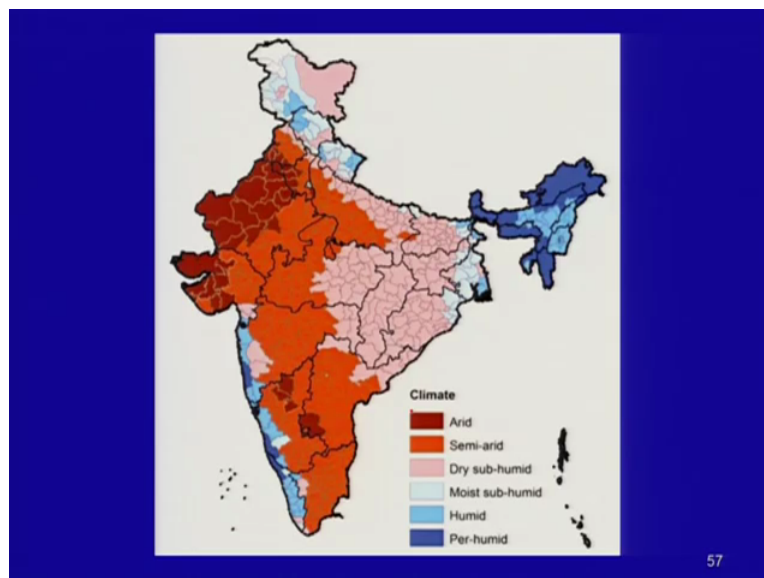 Climate
Arid
Semi-arid
Dry sub-humid
Moist sub-humid
Humid
Per-humid
57